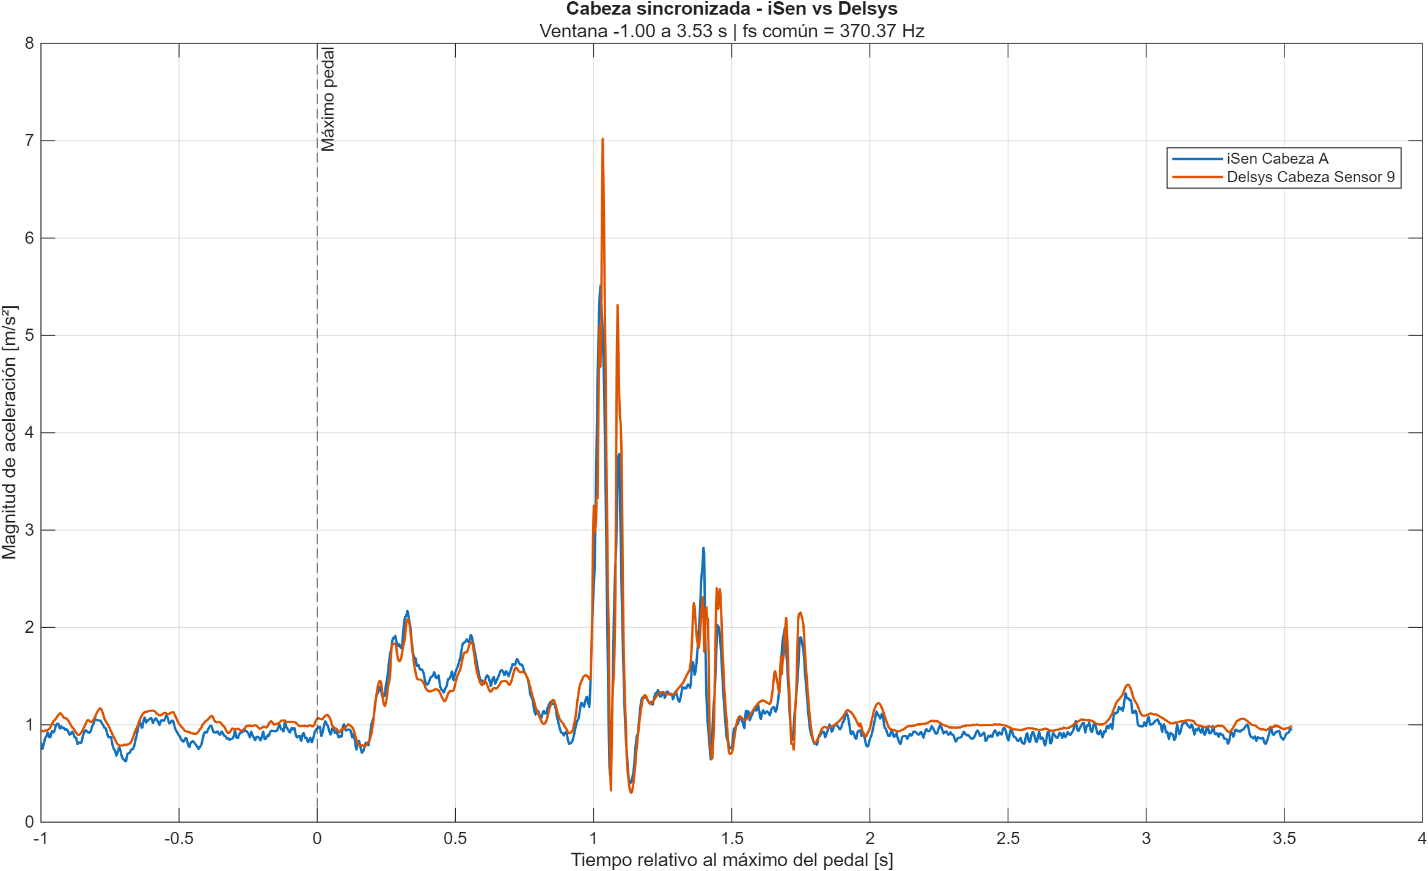 Cabeza sincronizada - iSen vs Delsys
Ventana -1.00 a 3.53 s | fs común = 370.37 Hz
Máximo pedal
iSen Cabeza A
Delsys Cabeza Sensor 9
Magnitud de aceleración [m/s²]
8
7
6
5
4
3
2
1
0
-1
-0.5
0
0.5
1
1.5
2
2.5
3
3.5
4
Tiempo relativo al máximo del pedal [s]